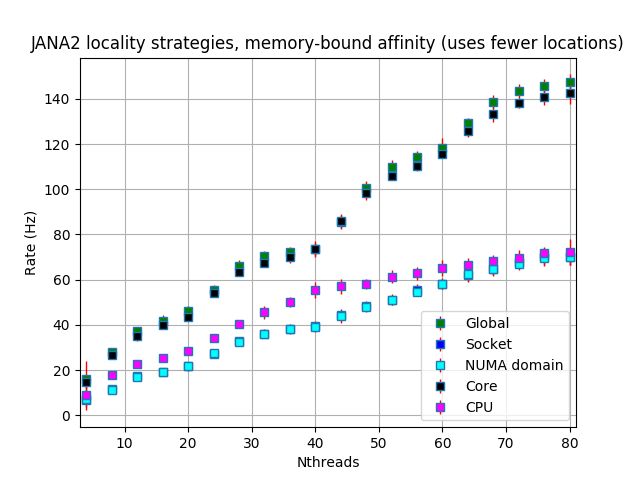 JANA2 locality strategies, memory-bound affinity (uses fewer locations)
140
120
100
80
60
40
20
0
Rate (Hz)
Global
Socket
NUMA domain
Core
CPU
10 20 30 40 50 60 70 80
Nthreads